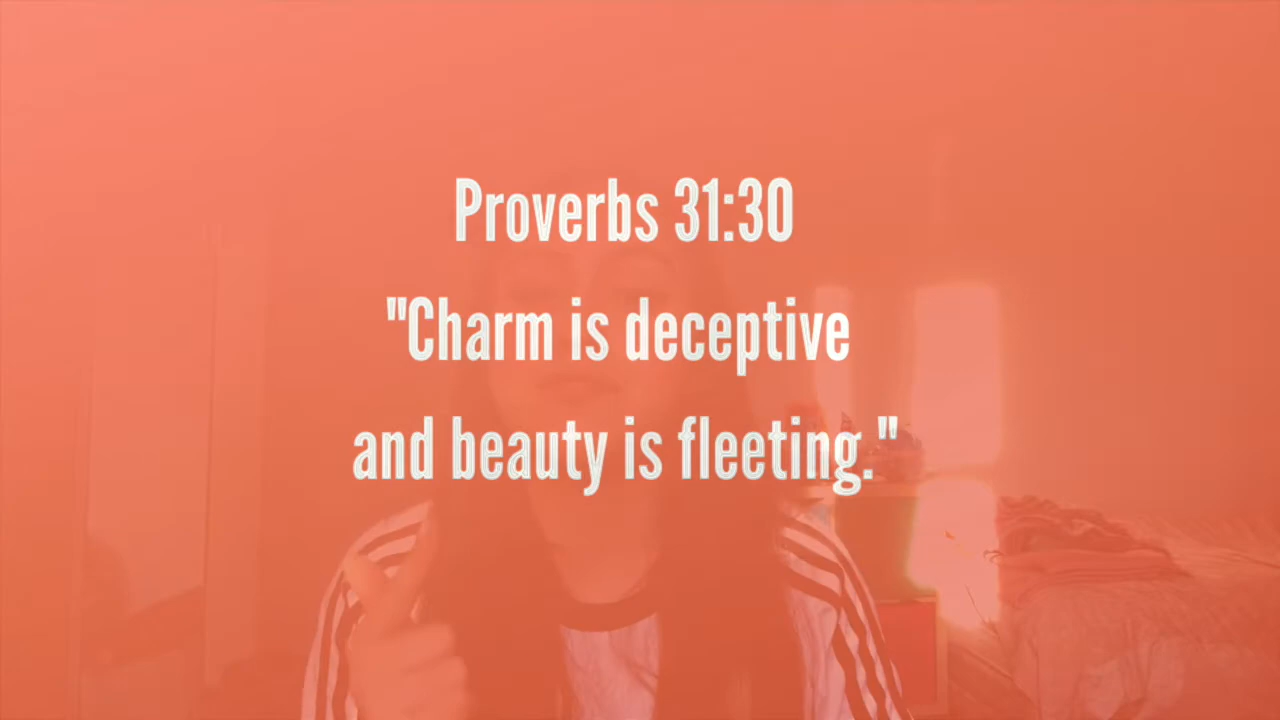 Proverbs 31:30
"Charm is deceptive
and beauty is fleeting."